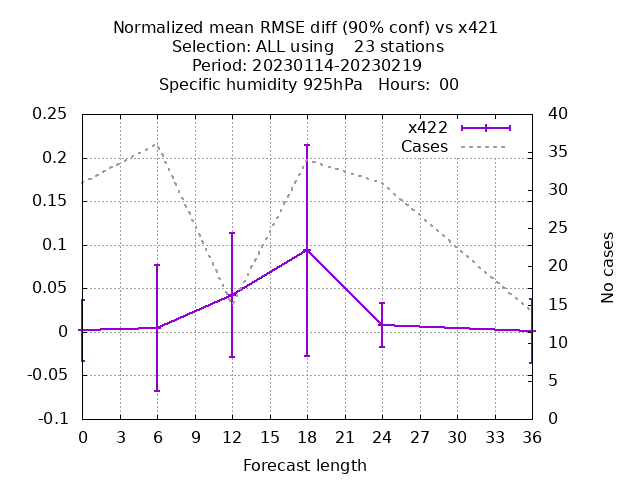 Normalized mean RMSE diff (90% conf) vs x421
Selection: ALL using    23 stations
Period: 20230114-20230219
Specific humidity 925hPa   Hours:  00
x422
Cases
0.25
0.2
0.15
0.1
0.05
0
-0.05
-0.1
40
35
30
25
20
15
10
5
0
No cases
0 3 6 9 12 15 18 21 24 27 30 33 36
Forecast length